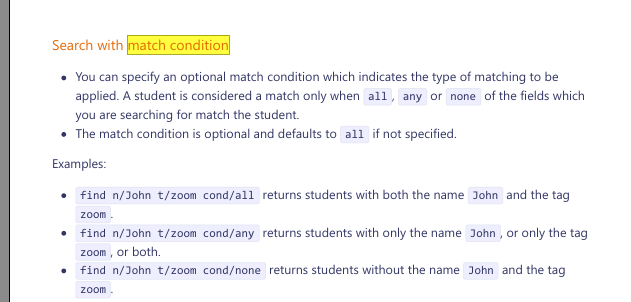 Search with match condition
• You can specify an optional match condition which indicates the type of matching to be
applied. A student is considered a match only when all, any or none of the fields which
you are searching for match the student.
• The match condition is optional and defaults to all if not specified.
Examples:
• find n/John t/zoom cond/all returns students with both the name John and the tag
zoom.
• find n/John t/zoom cond/any returns students with only the name John, or only the tag
zoom, or both.
• find n/John t/zoom cond/none returns students without the name John and the tag
zoom.